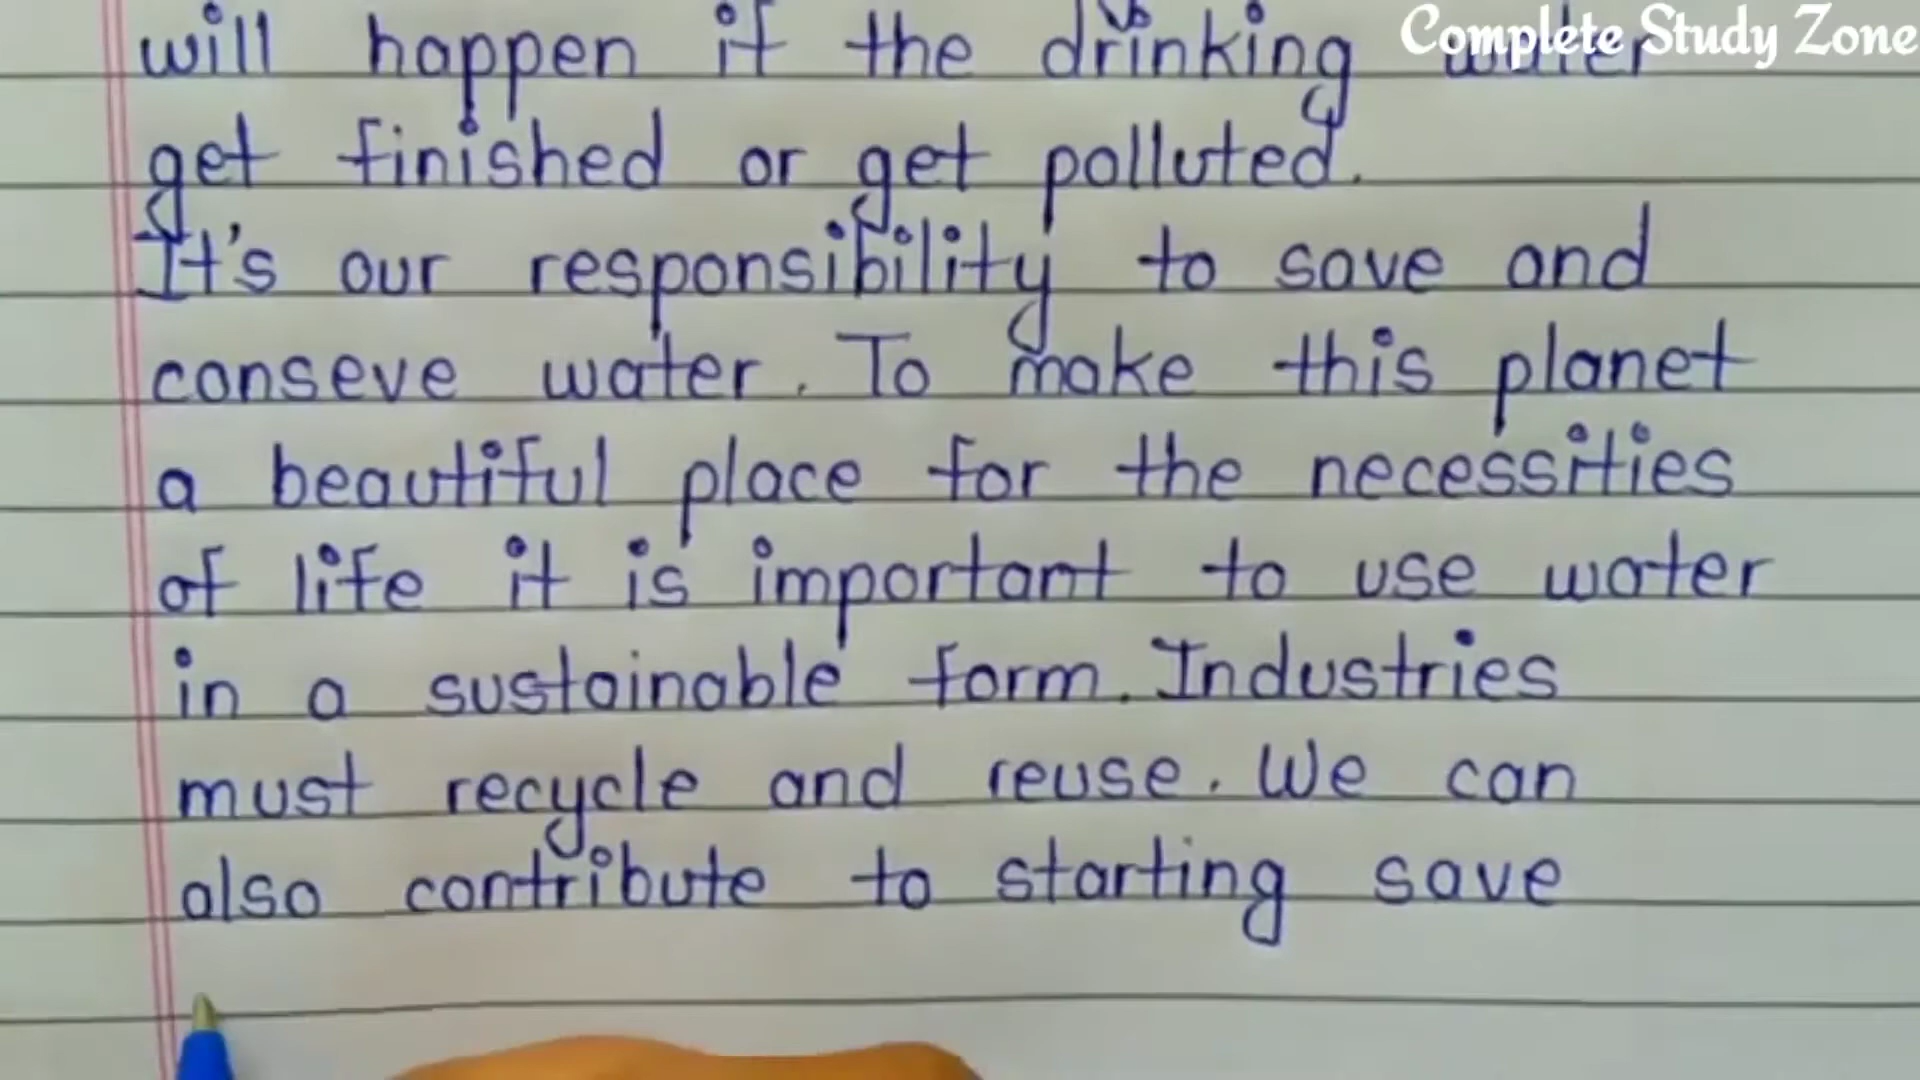 Complete Study Zone
will happen if the drinking water
get finished or get polluted.
It's our responsibility to save and
conseve water. To make this planet
a beautiful place for the necessities
of life it is important to use water
in a sustainable form. Industries
must recycle and reuse. We can
also contribute to starting save